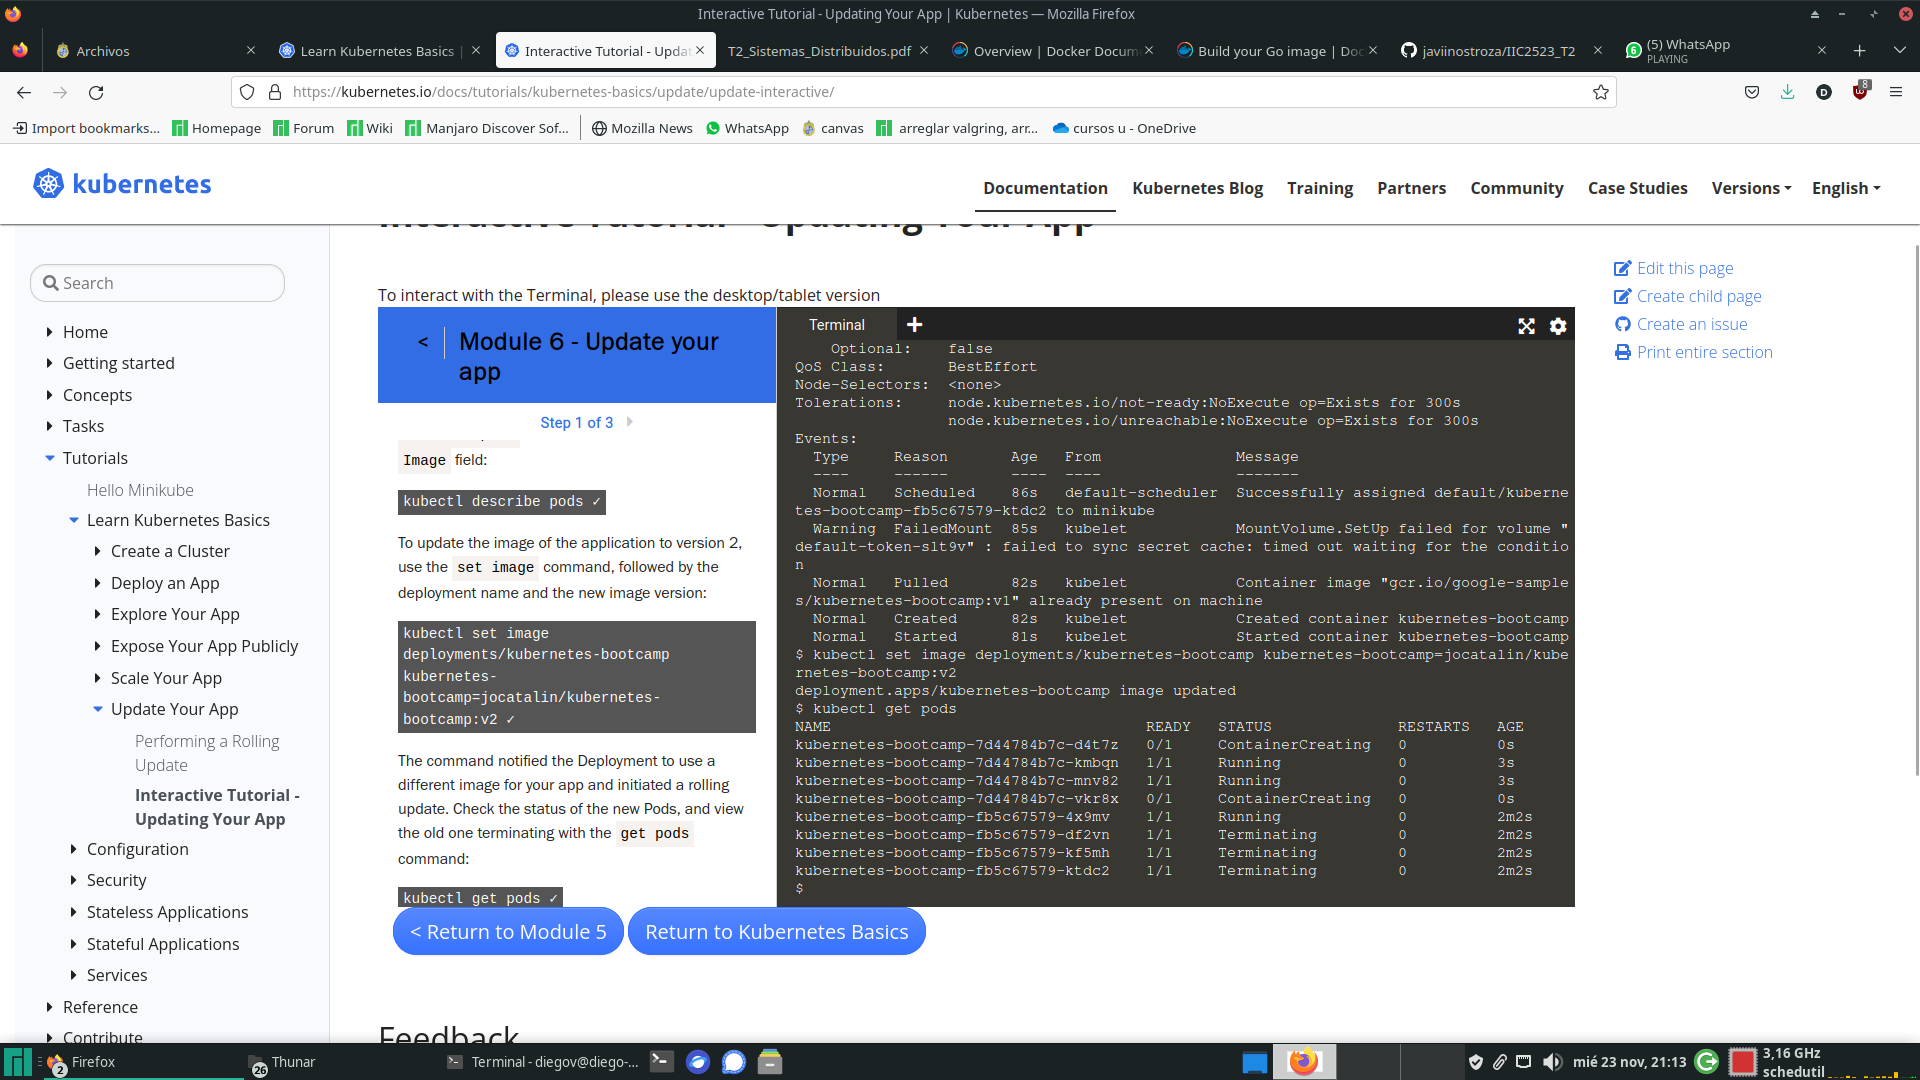 Interactive Tutorial - Updating Your App | Kubernetes — Mozilla Firefox
Archivos
Learn Kubernetes Basics |
Interactive Tutorial - Updat
T2_Sistemas_Distribuidos.pdf
Overview | Docker Docum
Build your Go image | Doc
javiinostroza/IIC2523_T2
(5) WhatsApp
PLAYING
https://kubernetes.io/docs/tutorials/kubernetes-basics/update/update-interactive/
8
Import bookmarks...
Homepage
Forum
Wiki
Manjaro Discover Sof...
Mozilla News
WhatsApp
canvas
arreglar valgring, arr...
cursos u - OneDrive
kubernetes
Documentation
Kubernetes Blog
Training
Partners
Community
Case Studies
Versions
English
Interactive Tutorial - Updating Your App
Search
Home
Getting started
Concepts
Tasks
Tutorials
Hello Minikube
Learn Kubernetes Basics
Create a Cluster
Deploy an App
Explore Your App
Expose Your App Publicly
Scale Your App
Update Your App
Performing a Rolling
Update
Interactive Tutorial -
Updating Your App
Configuration
Security
Stateless Applications
Stateful Applications
Services
Reference
Contribute
To interact with the Terminal, please use the desktop/tablet version
< Module 6 - Update your
app
Step 1 of 3
Image field:
kubectl describe pods ✓
To update the image of the application to version 2,
use the set image command, followed by the
deployment name and the new image version:
kubectl set image
deployments/kubernetes-bootcamp
kubernetes-
bootcamp=jocatalin/kubernetes-
bootcamp:v2 ✓
The command notified the Deployment to use a
different image for your app and initiated a rolling
update. Check the status of the new Pods, and view
the old one terminating with the get pods
command:
kubectl get pods ✓
Terminal
Optional: false
QoS Class: BestEffort
Node-Selectors: <none>
Tolerations: node.kubernetes.io/not-ready:NoExecute op=Exists for 300s
node.kubernetes.io/unreachable:NoExecute op=Exists for 300s
Events:
Type Reason Age From Message
---- ------ ---- ---- -------
Normal Scheduled 86s default-scheduler Successfully assigned default/kuberne
tes-bootcamp-fb5c67579-ktdc2 to minikube
Warning FailedMount 85s kubelet MountVolume.SetUp failed for volume "
default-token-slt9v" : failed to sync secret cache: timed out waiting for the conditio
n
Normal Pulled 82s kubelet Container image "gcr.io/google-sample
s/kubernetes-bootcamp:v1" already present on machine
Normal Created 82s kubelet Created container kubernetes-bootcamp
Normal Started 81s kubelet Started container kubernetes-bootcamp
$ kubectl set image deployments/kubernetes-bootcamp kubernetes-bootcamp=jocatalin/kube
rnetes-bootcamp:v2
deployment.apps/kubernetes-bootcamp image updated
$ kubectl get pods
NAME READY STATUS RESTARTS AGE
kubernetes-bootcamp-7d44784b7c-d4t7z 0/1 ContainerCreating 0 0s
kubernetes-bootcamp-7d44784b7c-kmbqn 1/1 Running 0 3s
kubernetes-bootcamp-7d44784b7c-mnv82 1/1 Running 0 3s
kubernetes-bootcamp-7d44784b7c-vkr8x 0/1 ContainerCreating 0 0s
kubernetes-bootcamp-fb5c67579-4x9mv 1/1 Running 0 2m2s
kubernetes-bootcamp-fb5c67579-df2vn 1/1 Terminating 0 2m2s
kubernetes-bootcamp-fb5c67579-kf5mh 1/1 Terminating 0 2m2s
kubernetes-bootcamp-fb5c67579-ktdc2 1/1 Terminating 0 2m2s
$
< Return to Module 5
Return to Kubernetes Basics
Feedback
Edit this page
Create child page
Create an issue
Print entire section
2
Firefox
26
Thunar
Terminal - diegov@diego-...
mié 23 nov, 21:13
3,16 GHz
schedutil